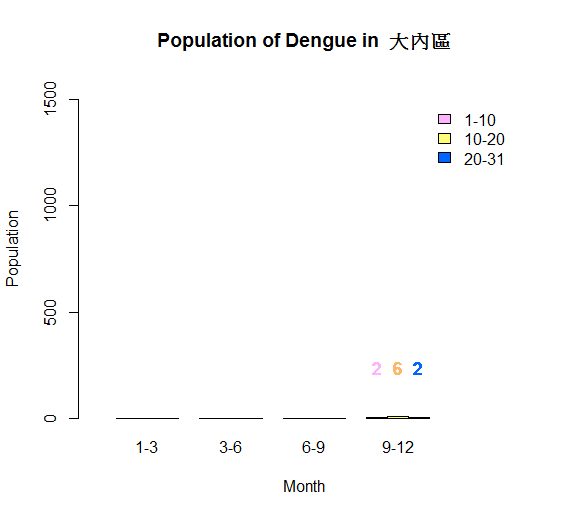 Population of Dengue in 大內區
1-10
10-20
20-31
Population
1500
1000
500
0
2 6 2
1-3 3-6 6-9 9-12
Month